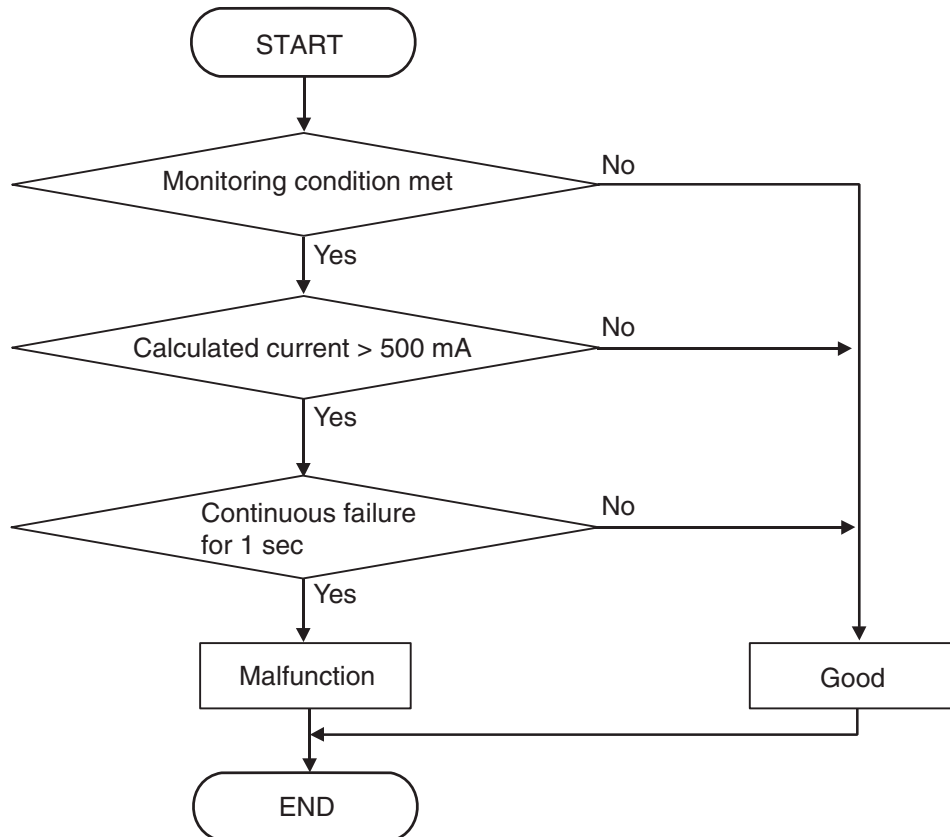 START
Monitoring condition met
No
Yes
Calculated current > 500 mA
No
Yes
Continuous failure
for 1 sec
No
Yes
Malfunction
Good
END